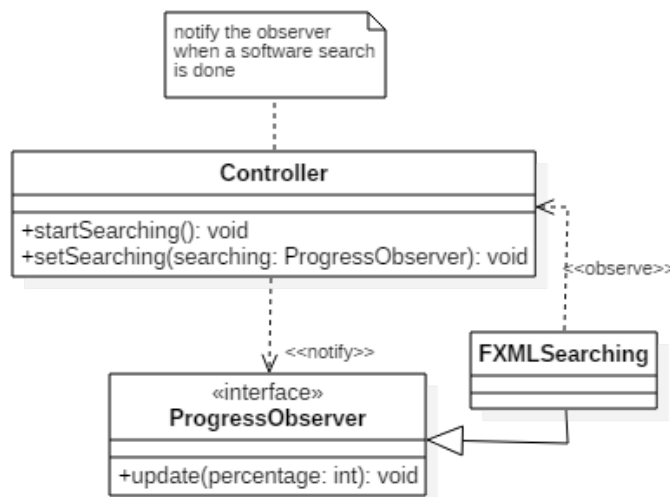 notify the observer
when a software search
is done
Controller
+startSearching(): void
+setSearching(searching: ProgressObserver): void
<<observe>>
<<notify>>
FXMLSearching
«interface»
ProgressObserver
+update(percentage: int): void